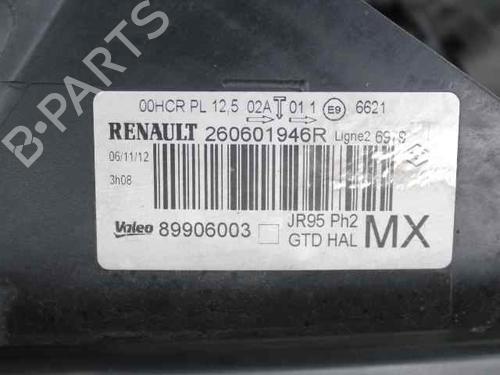 00HCR PL 12,5 02A T 01 1 E9 6621
RENAULT 260601946R Ligne2
06/11/12
3h08
Valeo 89906003 JR95 Ph2
GTD HAL MX
B-PARTS